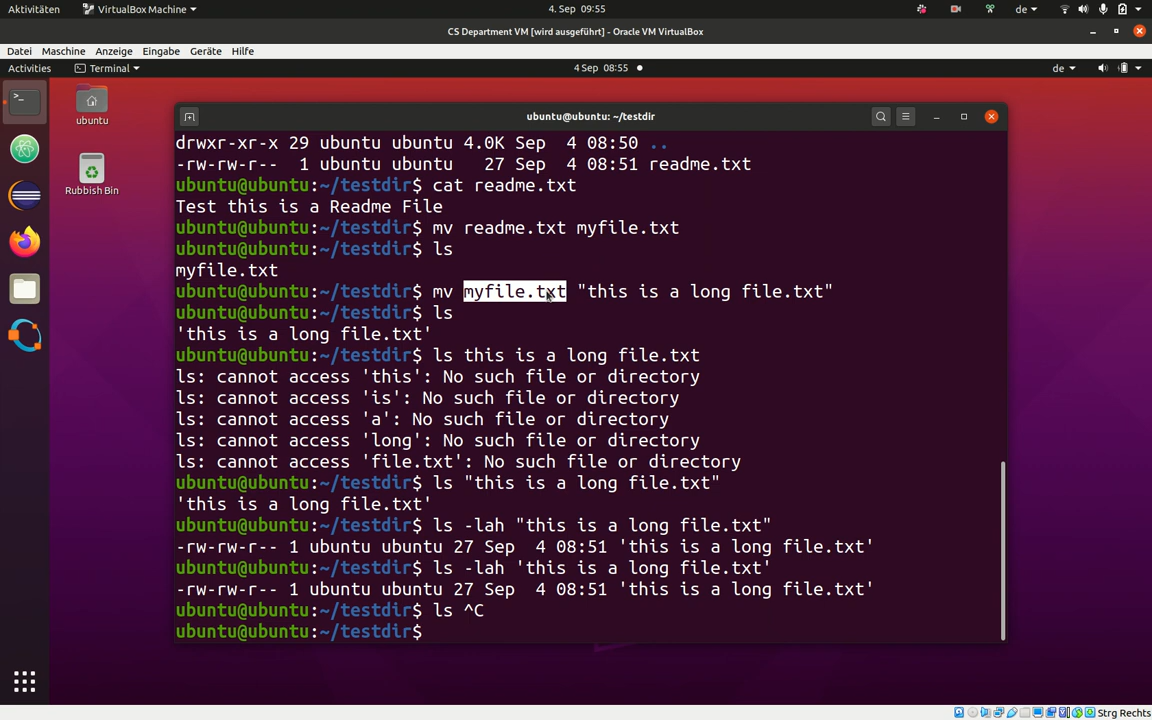 Aktivitäten VirtualBox Machine 4. Sep 09:55 de
CS Department VM [wird ausgeführt] - Oracle VM VirtualBox
Datei Maschine Anzeige Eingabe Geräte Hilfe
Activities Terminal 4 Sep 08:55 de
ubuntu
Rubbish Bin
ubuntu@ubuntu: ~/testdir
drwxr-xr-x 29 ubuntu ubuntu 4.0K Sep  4 08:50 ..
-rw-rw-r--  1 ubuntu ubuntu   27 Sep  4 08:51 readme.txt
ubuntu@ubuntu:~/testdir$ cat readme.txt
Test this is a Readme File
ubuntu@ubuntu:~/testdir$ mv readme.txt myfile.txt
ubuntu@ubuntu:~/testdir$ ls
myfile.txt
ubuntu@ubuntu:~/testdir$ mv myfile.txt "this is a long file.txt"
ubuntu@ubuntu:~/testdir$ ls
'this is a long file.txt'
ubuntu@ubuntu:~/testdir$ ls this is a long file.txt
ls: cannot access 'this': No such file or directory
ls: cannot access 'is': No such file or directory
ls: cannot access 'a': No such file or directory
ls: cannot access 'long': No such file or directory
ls: cannot access 'file.txt': No such file or directory
ubuntu@ubuntu:~/testdir$ ls "this is a long file.txt"
'this is a long file.txt'
ubuntu@ubuntu:~/testdir$ ls -lah "this is a long file.txt"
-rw-rw-r-- 1 ubuntu ubuntu 27 Sep  4 08:51 'this is a long file.txt'
ubuntu@ubuntu:~/testdir$ ls -lah 'this is a long file.txt'
-rw-rw-r-- 1 ubuntu ubuntu 27 Sep  4 08:51 'this is a long file.txt'
ubuntu@ubuntu:~/testdir$ ls ^C
ubuntu@ubuntu:~/testdir$
Strg Rechts